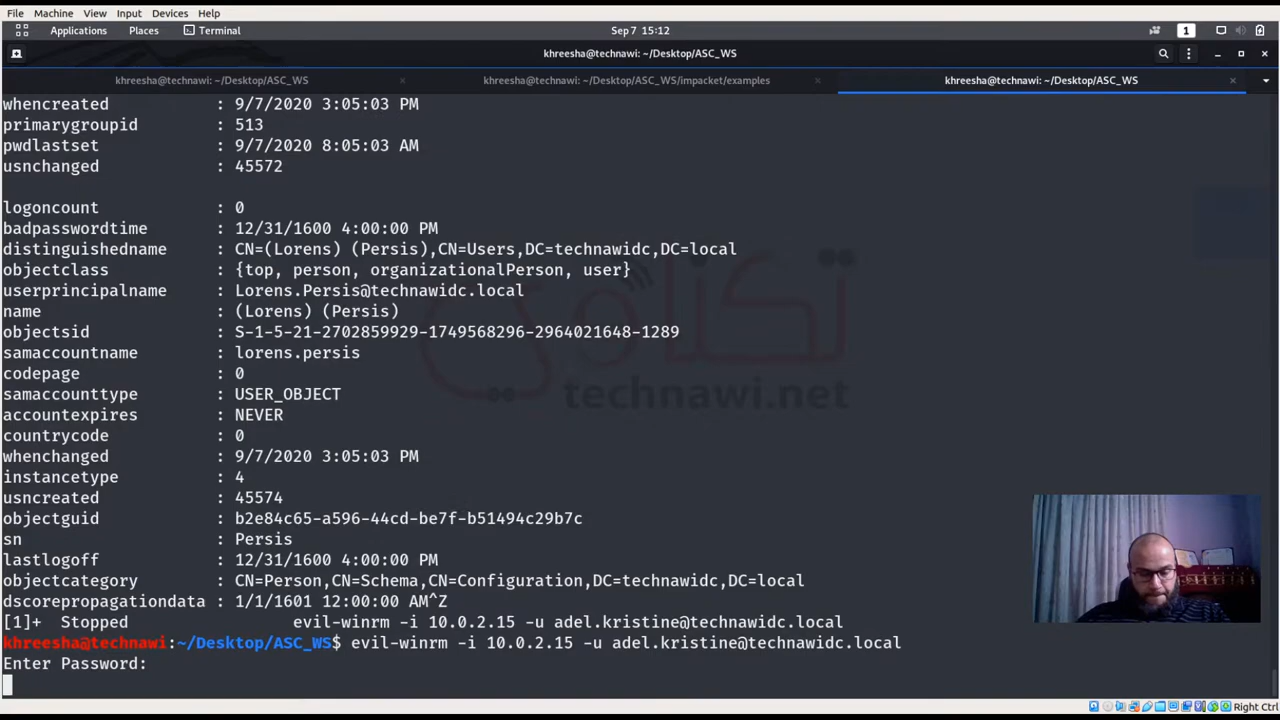 File Machine View Input Devices Help
Applications Places Terminal Sep 7 15:12 1
khreesha@technawi: ~/Desktop/ASC_WS
khreesha@technawi: ~/Desktop/ASC_WS khreesha@technawi: ~/Desktop/ASC_WS/impacket/examples khreesha@technawi: ~/Desktop/ASC_WS
whencreated : 9/7/2020 3:05:03 PM
primarygroupid : 513
pwdlastset : 9/7/2020 8:05:03 AM
usnchanged : 45572
logoncount : 0
badpasswordtime : 12/31/1600 4:00:00 PM
distinguishedname : CN=(Lorens) (Persis),CN=Users,DC=technawidc,DC=local
objectclass : {top, person, organizationalPerson, user}
userprincipalname : Lorens.Persis@technawidc.local
name : (Lorens) (Persis)
objectsid : S-1-5-21-2702859929-1749568296-2964021648-1289
samaccountname : lorens.persis
codepage : 0
samaccounttype : USER_OBJECT
accountexpires : NEVER
countrycode : 0
whenchanged : 9/7/2020 3:05:03 PM
instancetype : 4
usncreated : 45574
objectguid : b2e84c65-a596-44cd-be7f-b51494c29b7c
sn : Persis
lastlogoff : 12/31/1600 4:00:00 PM
objectcategory : CN=Person,CN=Schema,CN=Configuration,DC=technawidc,DC=local
dscorepropagationdata : 1/1/1601 12:00:00 AM^Z
[1]+ Stopped evil-winrm -i 10.0.2.15 -u adel.kristine@technawidc.local
khreesha@technawi:~/Desktop/ASC_WS$ evil-winrm -i 10.0.2.15 -u adel.kristine@technawidc.local
Enter Password:
تكناوي
technawi.net
Right Ctrl